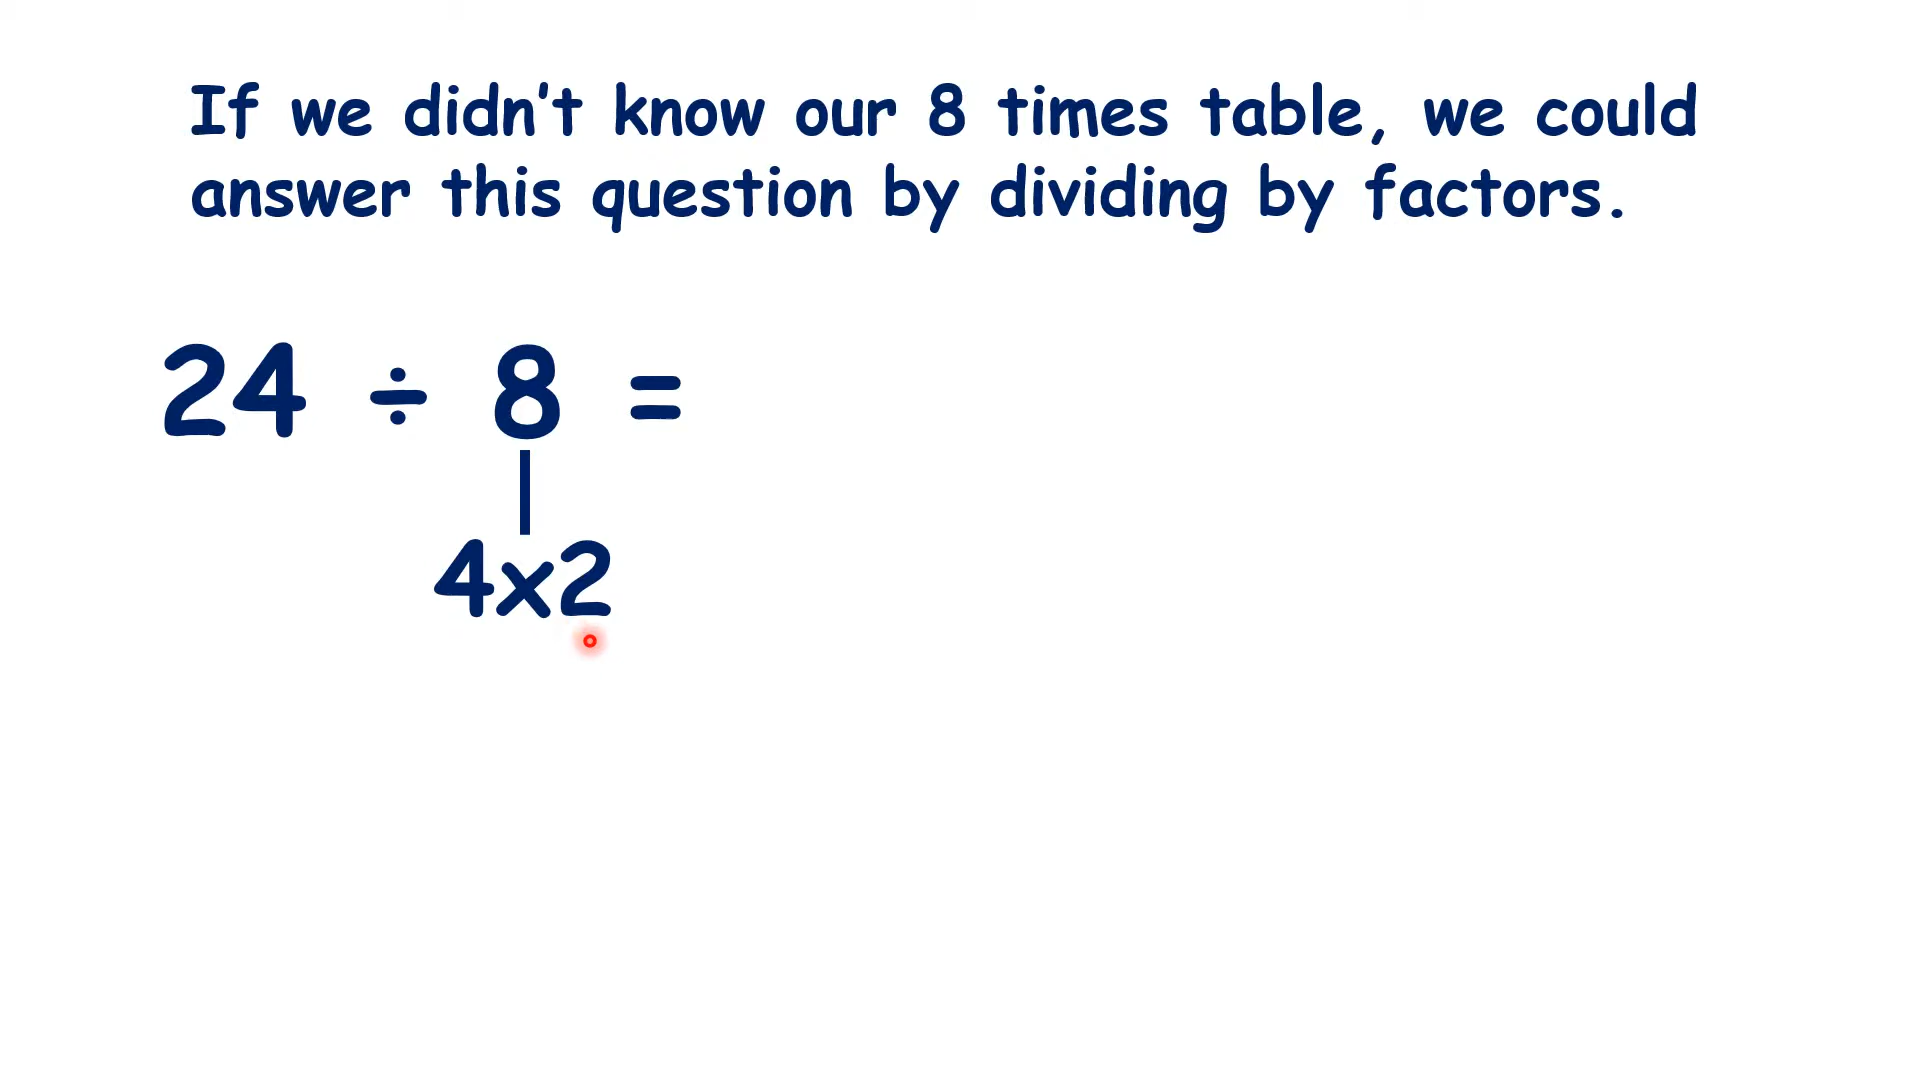 If we didn't know our 8 times table, we could
answer this question by dividing by factors.
24 ÷ 8 =
4x2